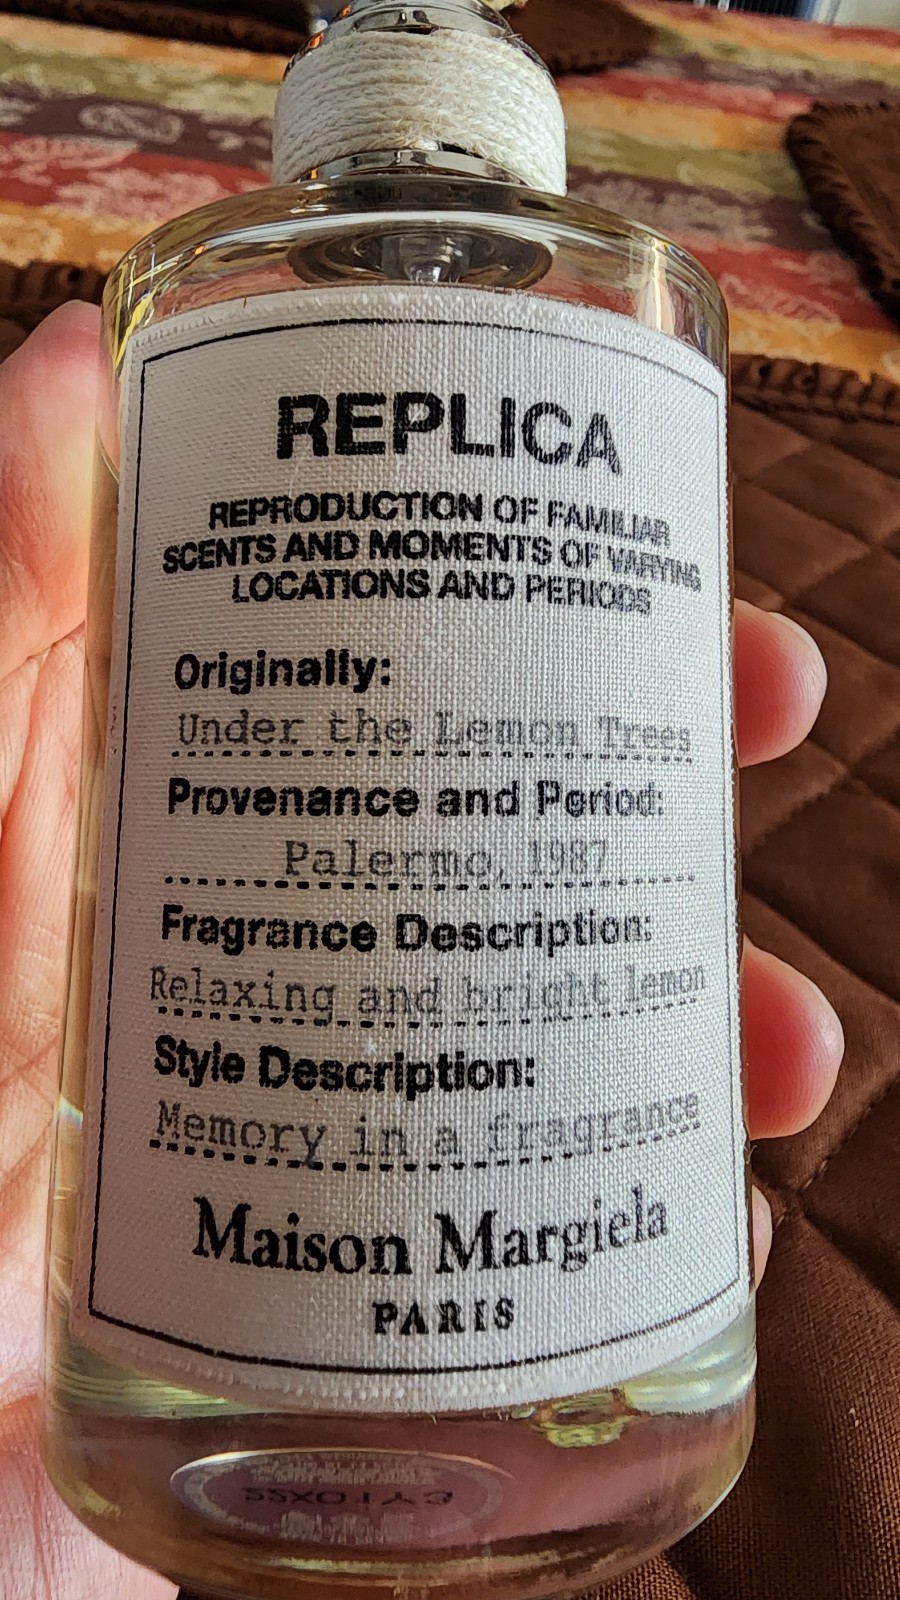 REPLICA
REPRODUCTION OF FAMILIAR
SCENTS AND MOMENTS OF VARYING
LOCATIONS AND PERIODS
Originally:
Under the Lemon Trees
Provenance and Period:
Palermo, 1987
Fragrance Description:
Relaxing and bright lemon
Style Description:
Memory in a fragrance
Maison Margiela
PARIS